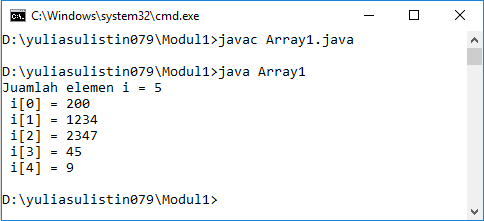 C:\Windows\system32\cmd.exe
D:\yuliasulistin079\Modul1>javac Array1.java
D:\yuliasulistin079\Modul1>java Array1
Juamlah elemen i = 5
i[0] = 200
i[1] = 1234
i[2] = 2347
i[3] = 45
i[4] = 9
D:\yuliasulistin079\Modul1>